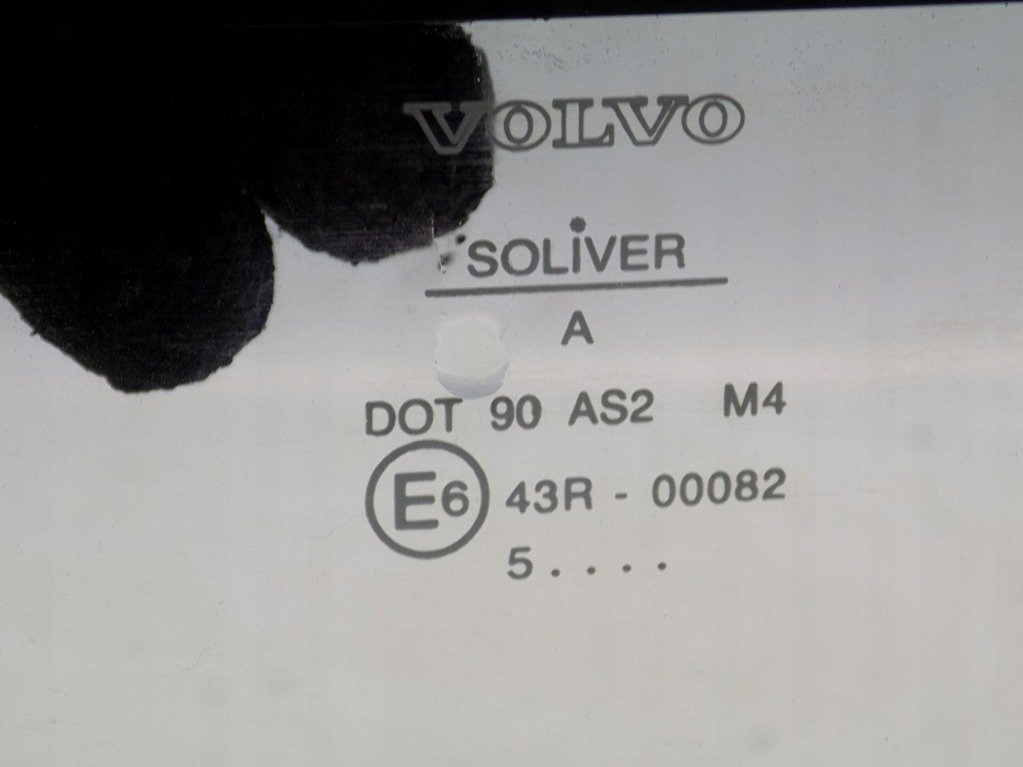 VOLVO
SOLiVER
A
DOT 90 AS2 M4
E6 43R - 00082
5....